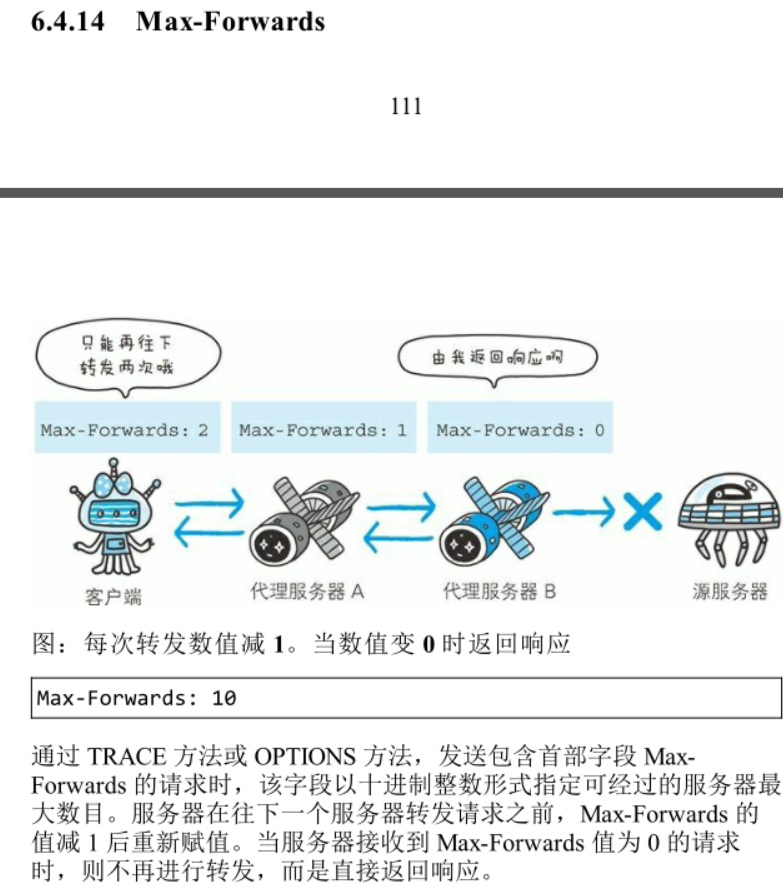 6.4.14 Max-Forwards
111
只能再往下
转发两次哦
由我返回响应啊
Max-Forwards: 2
Max-Forwards: 1
Max-Forwards: 0
客户端
代理服务器 A
代理服务器 B
源服务器
图：每次转发数值减 1。当数值变 0 时返回响应
Max-Forwards: 10
通过 TRACE 方法或 OPTIONS 方法，发送包含首部字段 Max-
Forwards 的请求时，该字段以十进制整数形式指定可经过的服务器最
大数目。服务器在往下一个服务器转发请求之前，Max-Forwards 的
值减 1 后重新赋值。当服务器接收到 Max-Forwards 值为 0 的请求
时，则不再进行转发，而是直接返回响应。